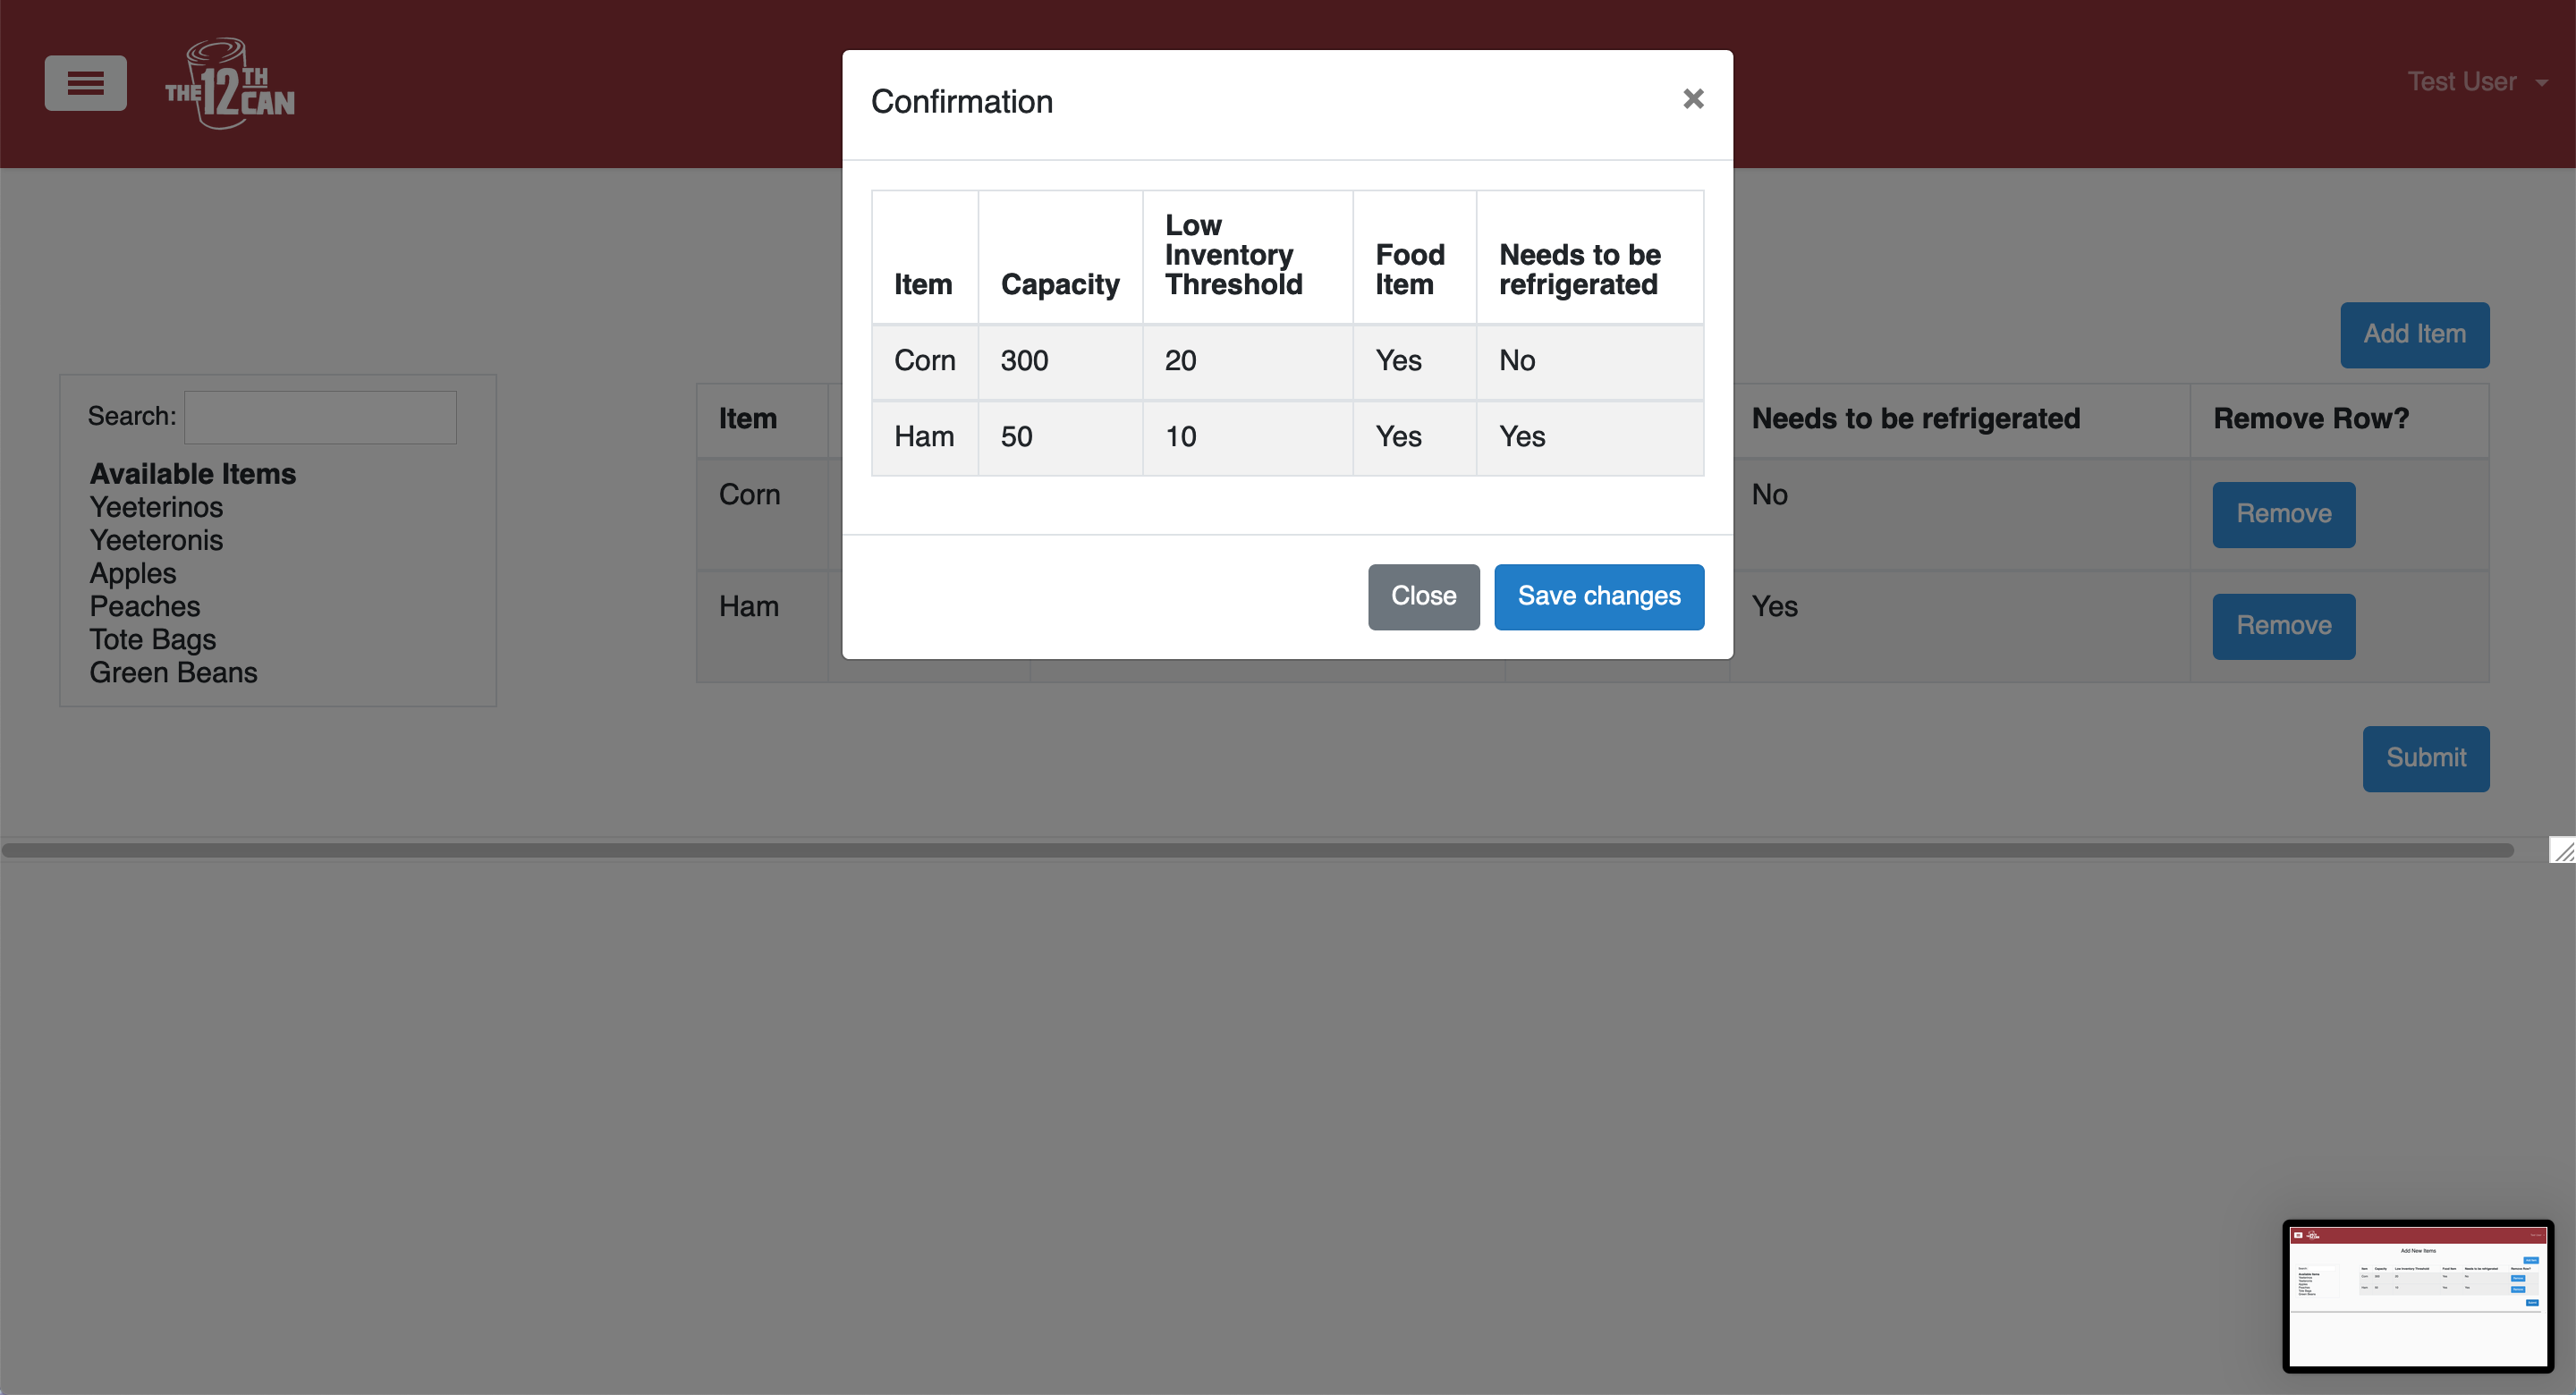 THE 12TH CAN
Test User
Confirmation
×
Item Capacity Low Inventory Threshold Food Item Needs to be refrigerated
Corn 300 20 Yes No
Ham 50 10 Yes Yes
Close Save changes
Add Item
Search:
Available Items
Yeeterinos
Yeeteronis
Apples
Peaches
Tote Bags
Green Beans
Item Needs to be refrigerated Remove Row?
Corn No Remove
Ham Yes Remove
Submit
Add New Items